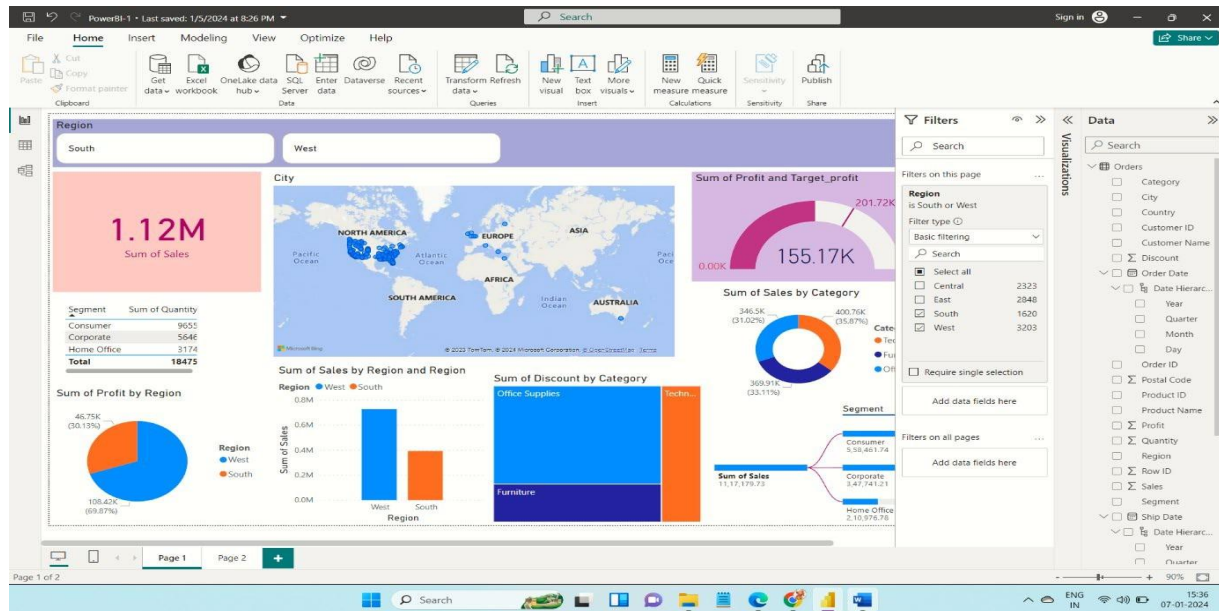 PowerBI-1 • Last saved: 1/5/2024 at 8:26 PM
Search
Sign in
File Home Insert Modeling View Optimize Help
Share
Paste
Cut
Copy
Format painter
Clipboard
Get data
Excel workbook
OneLake data hub
SQL Server
Enter data
Dataverse
Recent sources
Data
Transform data
Refresh
Queries
New visual
Text box
More visuals
Insert
New measure
Quick measure
Calculations
Sensitivity
Sensitivity
Publish
Share
Region
South
West
1.12M
Sum of Sales
Segment Sum of Quantity
Consumer 9655
Corporate 5646
Home Office 3174
Total 18475
City
NORTH AMERICA
EUROPE
ASIA
Pacific Ocean
Atlantic Ocean
AFRICA
SOUTH AMERICA
Indian Ocean
AUSTRALIA
Microsoft Bing
© 2023 TomTom, © 2024 Microsoft Corporation, © OpenStreetMap Terms
Sum of Profit and Target_profit
201.72K
0.00K
155.17K
Sum of Sales by Category
346.5K
(31.02%)
400.76K
(35.87%)
369.91K
(33.11%)
Cate
Tec
Fur
Off
Sum of Profit by Region
46.75K
(30.13%)
108.42K
(69.87%)
Region
West
South
Sum of Sales by Region and Region
Region West South
0.8M
0.6M
0.4M
0.2M
0.0M
Sum of Sales
West South
Region
Sum of Discount by Category
Office Supplies
Techn...
Furniture
Segment
Sum of Sales
11,17,179.73
Consumer
5,58,461.74
Corporate
3,47,741.21
Home Office
2,10,976.78
Filters
Search
Filters on this page ...
Region
is South or West
Filter type
Basic filtering
Search
Select all
Central 2323
East 2848
South 1620
West 3203
Require single selection
Add data fields here
Filters on all pages ...
Add data fields here
Visualizations
Data
Search
Orders
Category
City
Country
Customer ID
Customer Name
∑ Discount
Order Date
Date Hierarc...
Year
Quarter
Month
Day
Order ID
∑ Postal Code
Product ID
Product Name
∑ Profit
∑ Quantity
Region
∑ Row ID
∑ Sales
Segment
Ship Date
Date Hierarc...
Year
Quarter
Page 1 Page 2 +
Page 1 of 2
- + 90%
Search
ENG
IN
15:36
07-01-2024